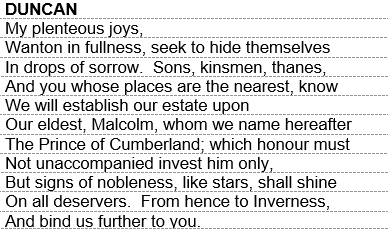 DUNCAN
My plenteous joys,
Wanton in fullness, seek to hide themselves
In drops of sorrow.  Sons, kinsmen, thanes,
And you whose places are the nearest, know
We will establish our estate upon
Our eldest, Malcolm, whom we name hereafter
The Prince of Cumberland; which honour must
Not unaccompanied invest him only,
But signs of nobleness, like stars, shall shine
On all deservers.  From hence to Inverness,
And bind us further to you.